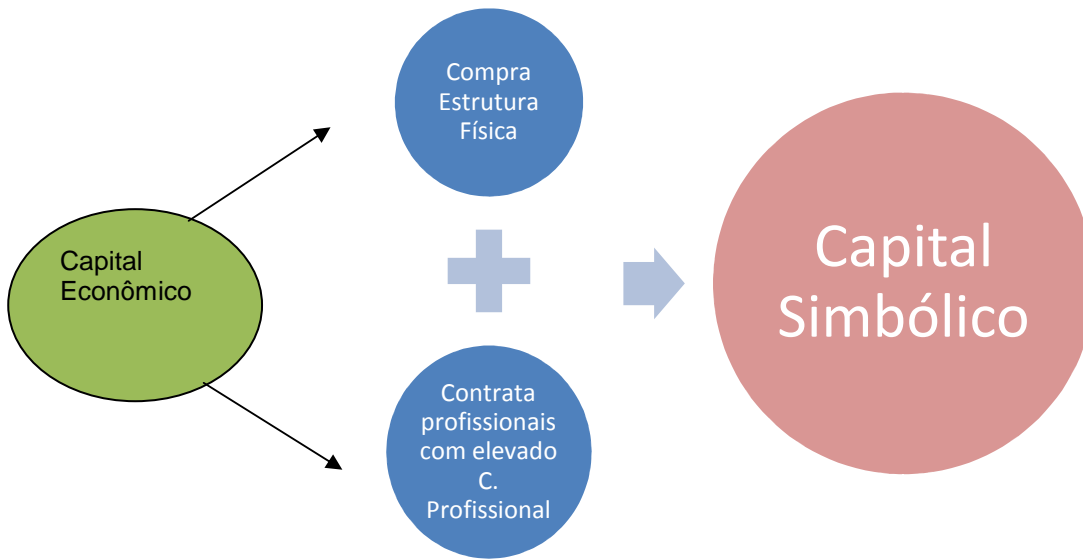 Compra
Estrutura
Física
Capital
Econômico
Capital
Simbólico
Contrata
profissionais
com elevado
C.
Profissional